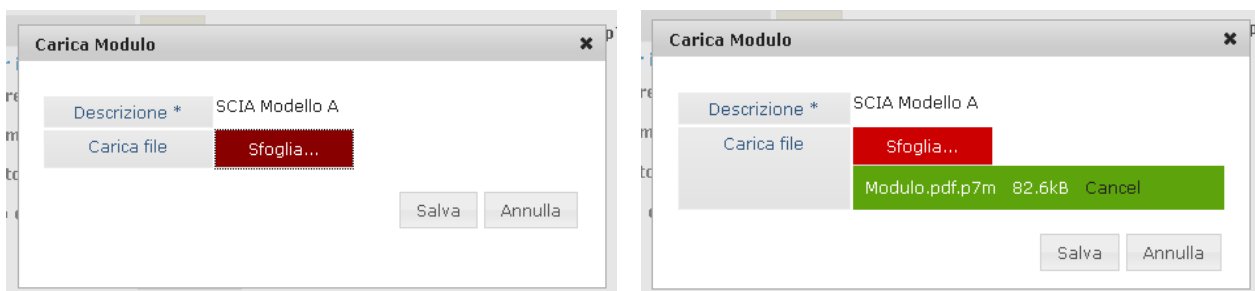 Carica Modulo
Descrizione * SCIA Modello A
Carica file Sfoglia...
Salva Annulla
Carica Modulo
Descrizione * SCIA Modello A
Carica file Sfoglia...
Modulo.pdf.p7m 82.6kB Cancel
Salva Annulla